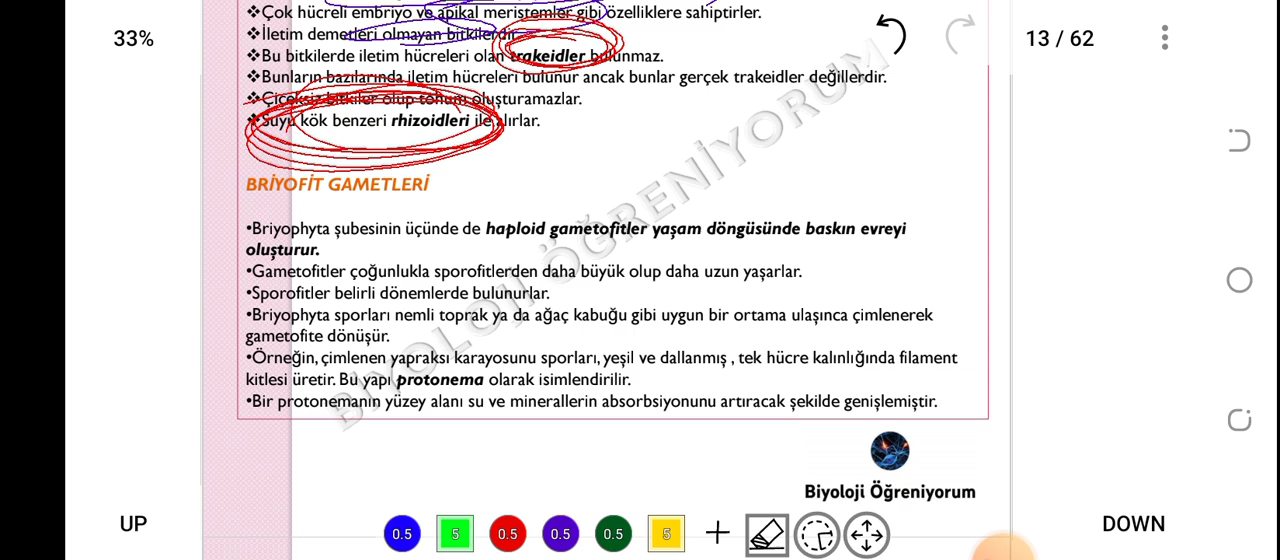 ❖Çok hücreli embriyo ve apikal meristemler gibi özelliklere sahiptirler.
❖İletim demetleri olmayan bitkilerdir.
33%
13 / 62
❖Bu bitkilerde iletim hücreleri olan trakeidler bulunmaz.
❖Bunların bazılarında iletim hücreleri bulunur ancak bunlar gerçek trakeidler değillerdir.
❖Çiçeksiz bitkiler olup tohum oluşturamazlar.
❖Suyu kök benzeri rhizoidleri ile alırlar.
BRİYOFİT GAMETLERİ
•Briyophyta şubesinin üçünde de haploid gametofitler yaşam döngüsünde baskın evreyi
oluşturur.
•Gametofitler çoğunlukla sporofitlerden daha büyük olup daha uzun yaşarlar.
•Sporofitler belirli dönemlerde bulunurlar.
•Briyophyta sporları nemli toprak ya da ağaç kabuğu gibi uygun bir ortama ulaşınca çimlenerek
gametofite dönüşür.
•Örneğin, çimlenen yapraksı karayosunu sporları, yeşil ve dallanmış , tek hücre kalınlığında filament
kitlesi üretir. Bu yapı protonema olarak isimlendirilir.
•Bir protonemanın yüzey alanı su ve minerallerin absorbsiyonunu artıracak şekilde genişlemiştir.
BİYOLOJİ ÖĞRENİYORUM
Biyoloji Öğreniyorum
UP
0.5
5
0.5
0.5
0.5
5
DOWN